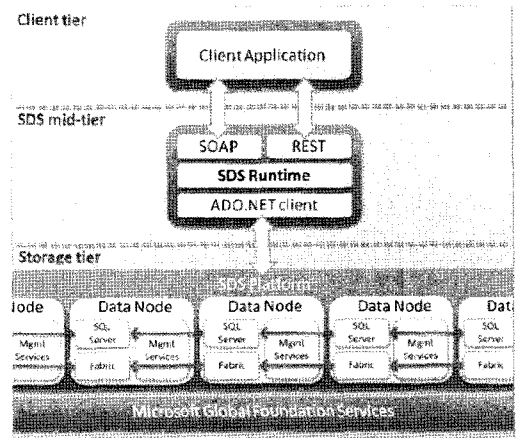 Client tier
Client Application
SDS mid-tier
SOAP REST
SDS Runtime
ADO.NET client
Storage tier
SDS Platform
Node Data Node Data Node Data Node Data
SQL Server SQL Server SQL Server SQL Server
Mgmt Services Mgmt Services Mgmt Services Mgmt Services
Fabric Fabric Fabric Fabric
Microsoft Global Foundation Services